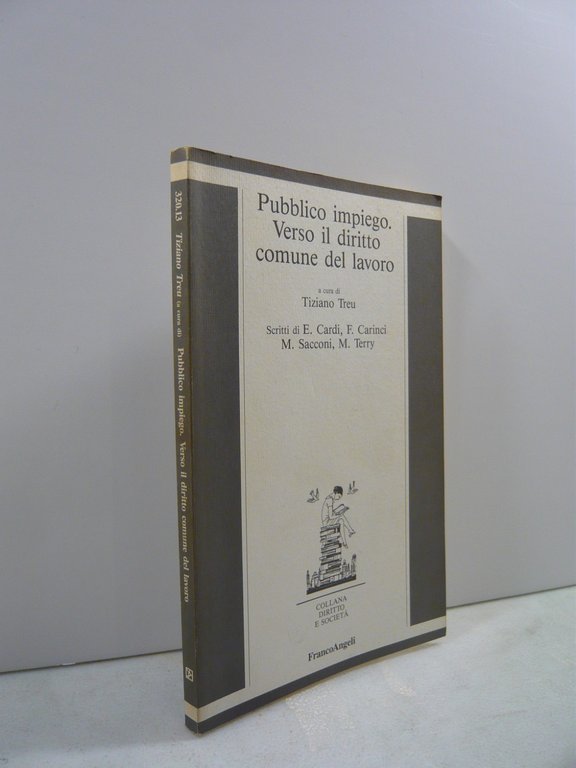 Pubblico impiego.
Verso il diritto
comune del lavoro
a cura di
Tiziano Treu
Scritti di E. Cardi, F. Carinci
M. Sacconi, M. Terry
COLLANA
DIRITTO
E SOCIETÀ
FrancoAngeli
320.13 Tiziano Treu (a cura di) Pubblico impiego. Verso il diritto comune del lavoro